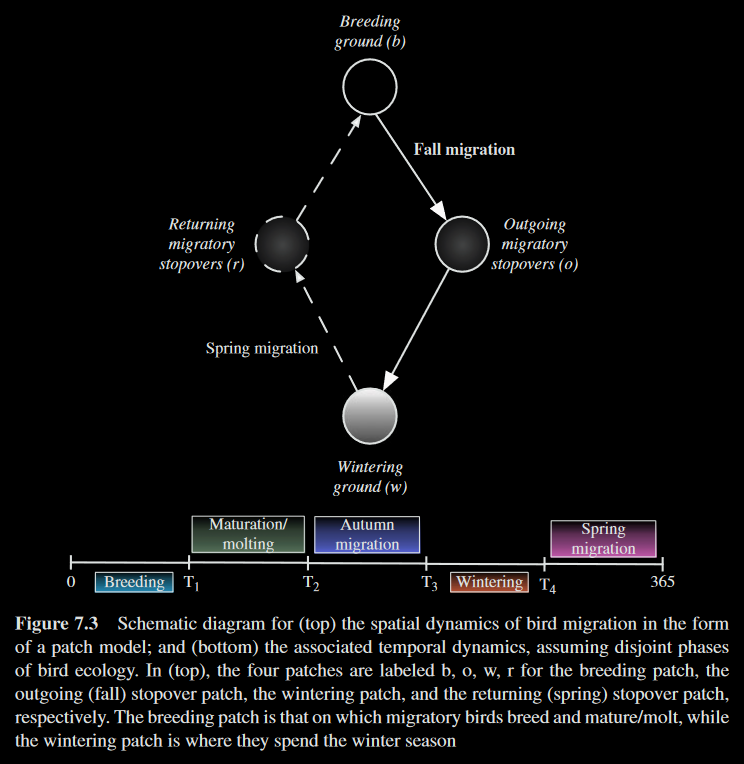 Breeding
ground (b)
Fall migration
Returning
migratory
stopovers (r)
Outgoing
migratory
stopovers (o)
Spring migration
Wintering
ground (w)
Maturation/
molting
Autumn
migration
Spring
migration
0
Breeding
T1
T2
T3
Wintering
T4
365
Figure 7.3 Schematic diagram for (top) the spatial dynamics of bird migration in the form
of a patch model; and (bottom) the associated temporal dynamics, assuming disjoint phases
of bird ecology. In (top), the four patches are labeled b, o, w, r for the breeding patch, the
outgoing (fall) stopover patch, the wintering patch, and the returning (spring) stopover patch,
respectively. The breeding patch is that on which migratory birds breed and mature/molt, while
the wintering patch is where they spend the winter season